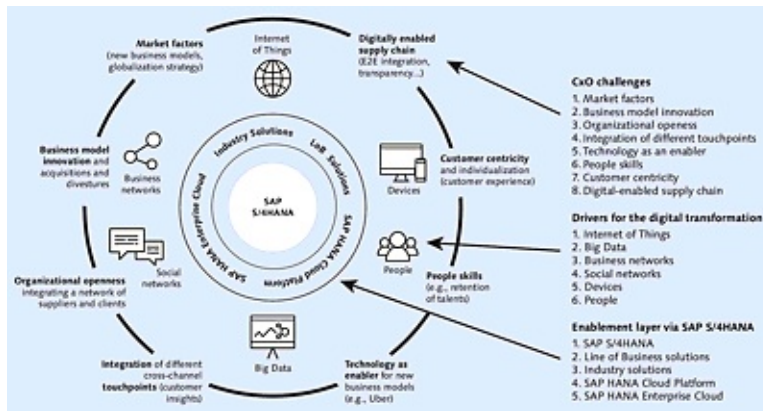 Market factors
(new business models,
globalization strategy)
Internet
of Things
Digitally enabled
supply chain
(E2E integration,
transparency...)
Business model
innovation and
acquisitions and
divestures
Business
networks
Industry Solutions
LoB Solutions
SAP HANA Cloud Platform
SAP HANA Enterprise Cloud
SAP
S/4HANA
Devices
Customer centricity
and individualization
(customer experience)
Social
networks
People
Organizational openness
integrating a network of
suppliers and clients
People skills
(e.g., retention
of talents)
Big Data
Integration of different
cross-channel
touchpoints (customer
insights)
Technology as
enabler for new
business models
(e.g., Uber)
CxO challenges
1. Market factors
2. Business model innovation
3. Organizational openess
4. Integration of different touchpoints
5. Technology as an enabler
6. People skills
7. Customer centricity
8. Digital-enabled supply chain
Drivers for the digital transformation
1. Internet of Things
2. Big Data
3. Business networks
4. Social networks
5. Devices
6. People
Enablement layer via SAP S/4HANA
1. SAP S/4HANA
2. Line of Business solutions
3. Industry solutions
4. SAP HANA Cloud Platform
5. SAP HANA Enterprise Cloud